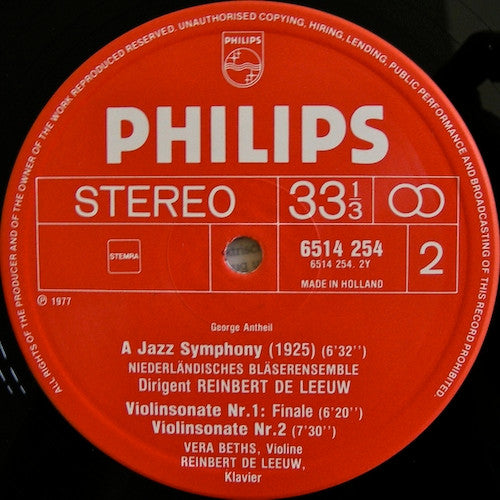 ALL RIGHTS OF THE PRODUCER AND OF THE OWNER OF THE WORK REPRODUCED RESERVED. UNAUTHORISED COPYING, HIRING, LENDING, PUBLIC PERFORMANCE AND BROADCASTING OF THIS RECORD PROHIBITED.
PHILIPS
PHILIPS
STEREO 33 1/3
STEMRA
6514 254
6514 254. 2Y
MADE IN HOLLAND
2
℗ 1977
George Antheil
A Jazz Symphony (1925) (6'32'')
NIEDERLÄNDISCHES BLÄSERENSEMBLE
Dirigent REINBERT DE LEEUW
Violinsonate Nr.1: Finale (6'20'')
Violinsonate Nr.2 (7'30'')
VERA BETHS, Violine
REINBERT DE LEEUW,
Klavier